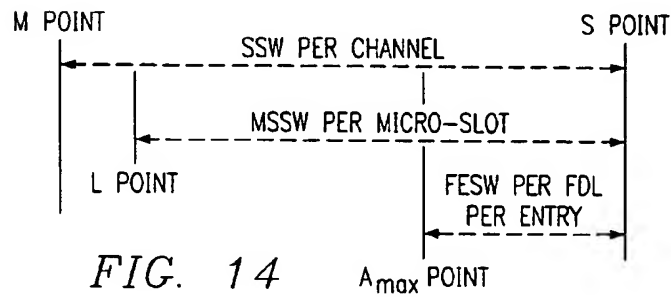 M POINT
S POINT
SSW PER CHANNEL
MSSW PER MICRO-SLOT
L POINT
FESW PER FDL
PER ENTRY
FIG. 14
Amax POINT